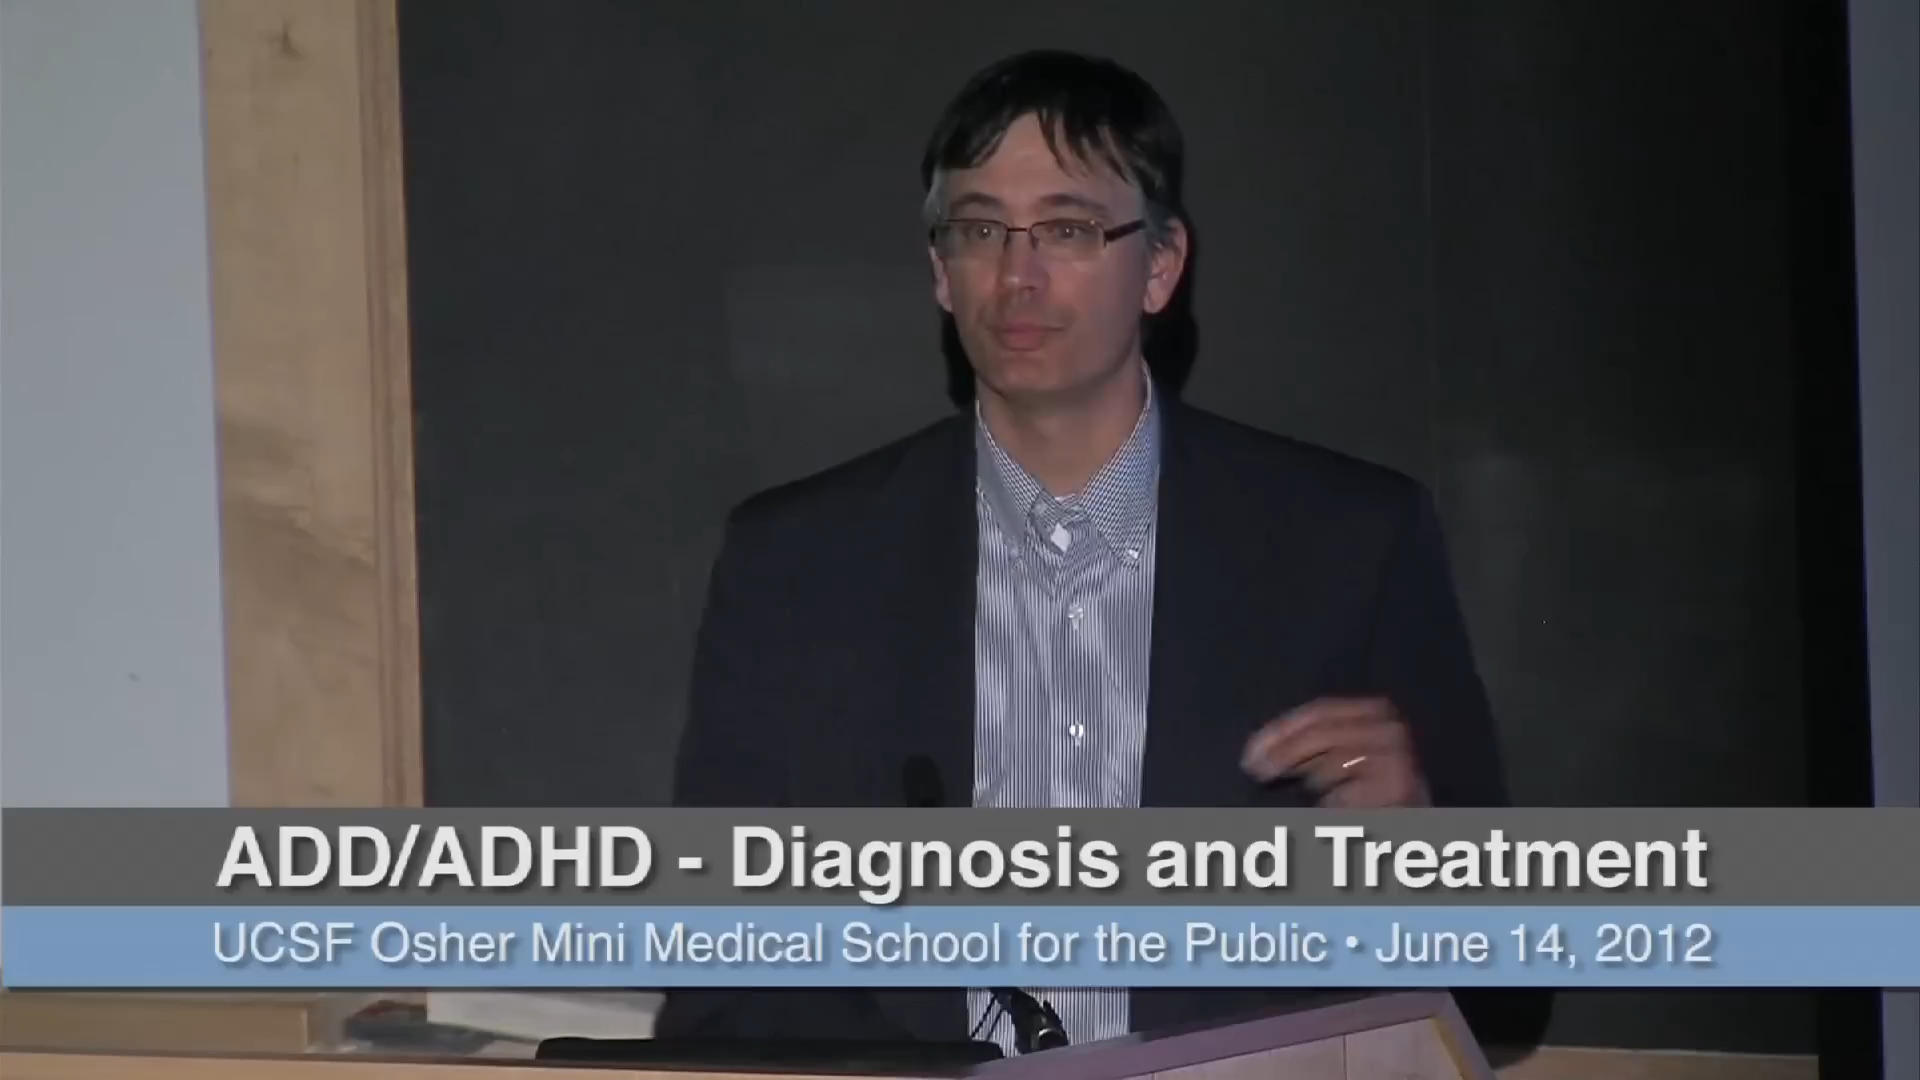 ADD/ADHD - Diagnosis and Treatment
UCSF Osher Mini Medical School for the Public • June 14, 2012